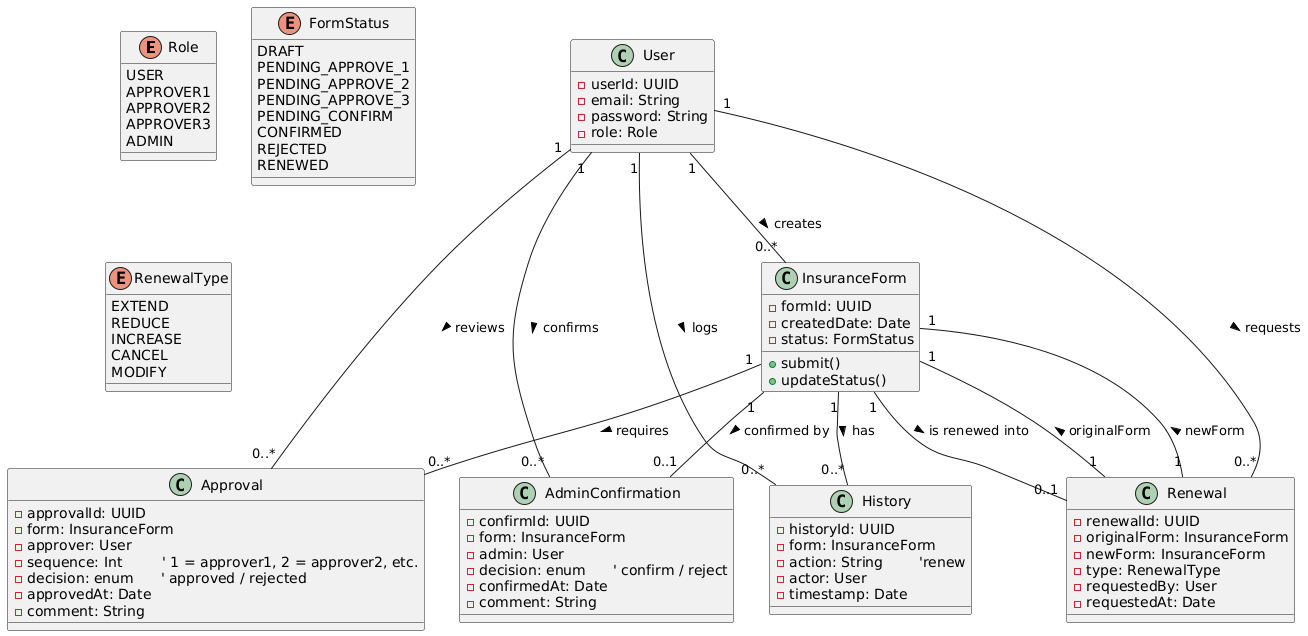 E Role
USER
APPROVER1
APPROVER2
APPROVER3
ADMIN
E FormStatus
DRAFT
PENDING_APPROVE_1
PENDING_APPROVE_2
PENDING_APPROVE_3
PENDING_CONFIRM
CONFIRMED
REJECTED
RENEWED
C User
userId: UUID
email: String
password: String
role: Role
1
1
1
1
1
creates
0..*
E RenewalType
EXTEND
REDUCE
INCREASE
CANCEL
MODIFY
C InsuranceForm
formId: UUID
createdDate: Date
status: FormStatus
submit()
updateStatus()
reviews
confirms
logs
requests
1
1
1
1
1
1
requires
confirmed by
has
is renewed into
originalForm
newForm
0..*
0..*
0..*
0..1
0..*
0..*
0..1
1
1
0..*
C Approval
approvalId: UUID
form: InsuranceForm
approver: User
sequence: Int ' 1 = approver1, 2 = approver2, etc.
decision: enum ' approved / rejected
approvedAt: Date
comment: String
C AdminConfirmation
confirmId: UUID
form: InsuranceForm
admin: User
decision: enum ' confirm / reject
confirmedAt: Date
comment: String
C History
historyId: UUID
form: InsuranceForm
action: String 'renew
actor: User
timestamp: Date
C Renewal
renewalId: UUID
originalForm: InsuranceForm
newForm: InsuranceForm
type: RenewalType
requestedBy: User
requestedAt: Date